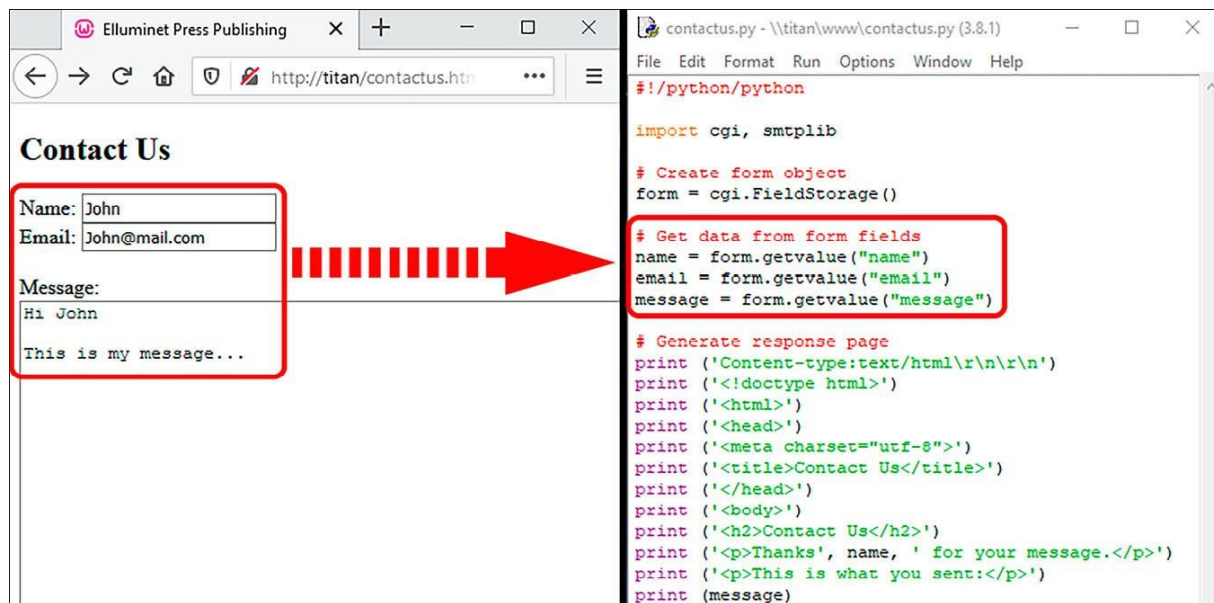 Elluminet Press Publishing
http://titan/contactus.htm
Contact Us
Name: John
Email: John@mail.com
Message:
Hi John
This is my message...
contactus.py - \\titan\www\contactus.py (3.8.1)
File Edit Format Run Options Window Help
#!/python/python
import cgi, smtplib
# Create form object
form = cgi.FieldStorage()
# Get data from form fields
name = form.getvalue("name")
email = form.getvalue("email")
message = form.getvalue("message")
# Generate response page
print ('Content-type:text/html\r\n\r\n')
print ('<!doctype html>')
print ('<html>')
print ('<head>')
print ('<meta charset="utf-8">')
print ('<title>Contact Us</title>')
print ('</head>')
print ('<body>')
print ('<h2>Contact Us</h2>')
print ('<p>Thanks', name, ' for your message.</p>')
print ('<p>This is what you sent:</p>')
print (message)